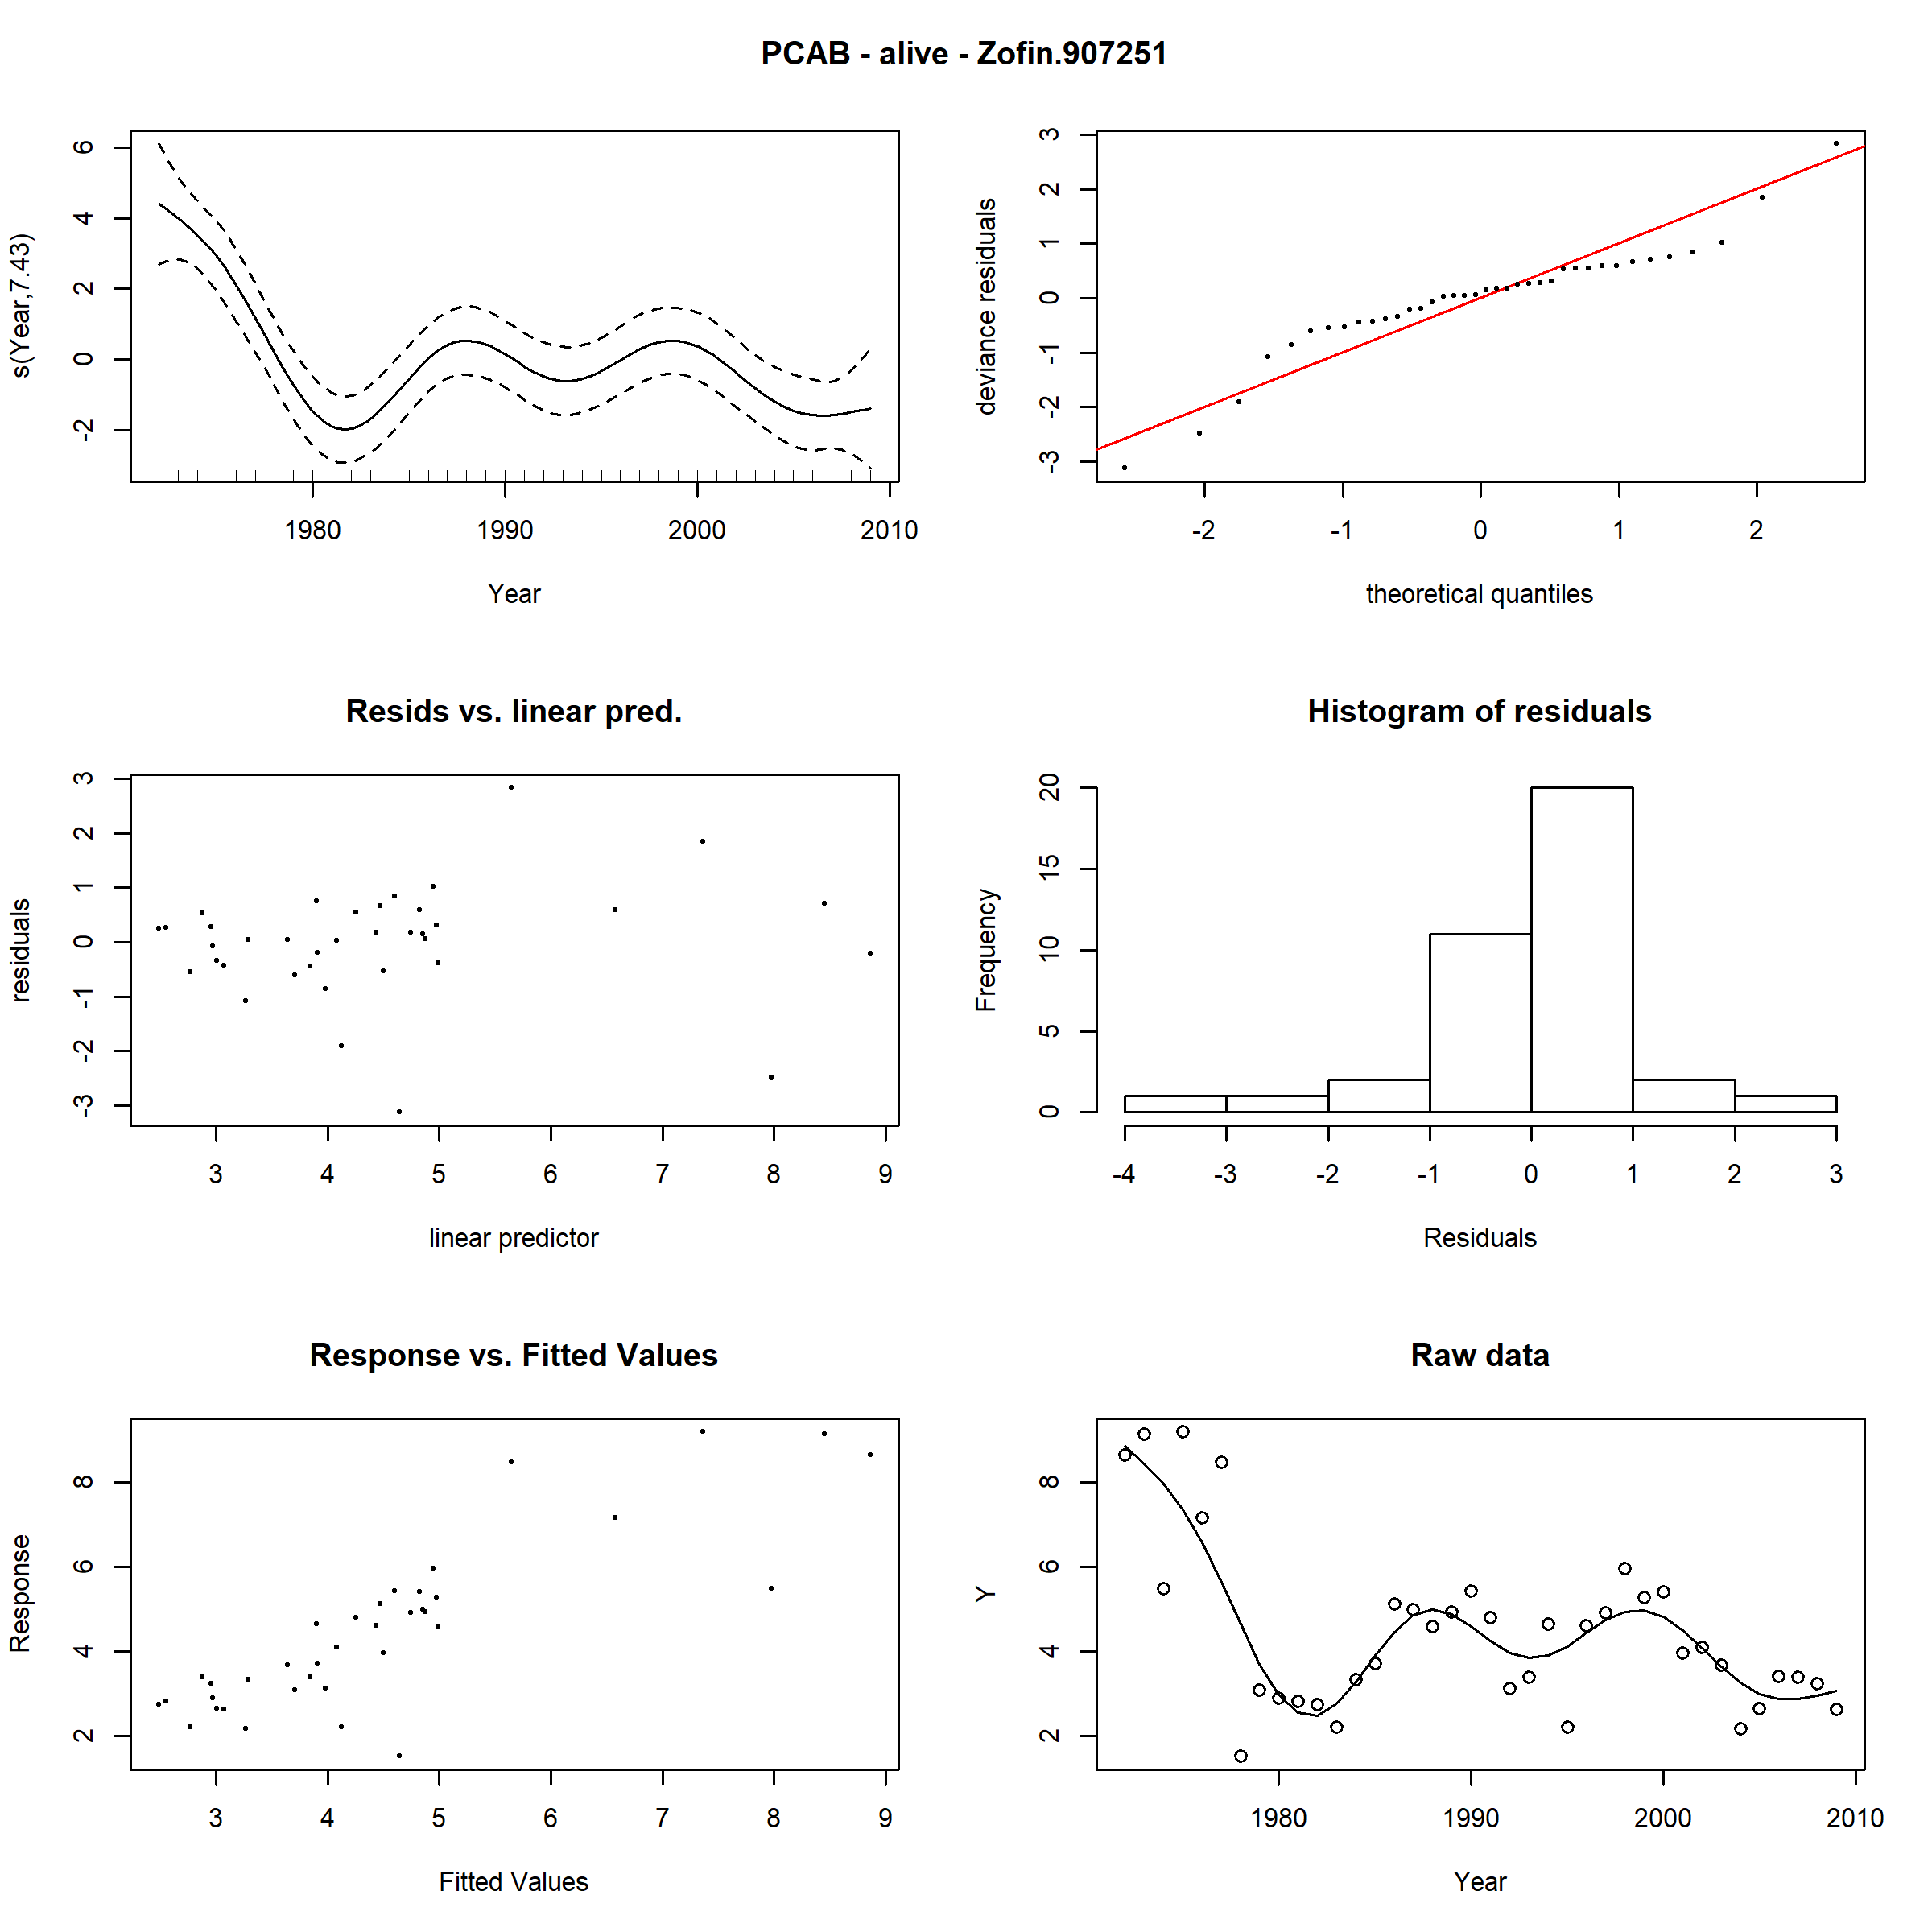 PCAB - alive - Zofin.907251
s(Year,7.43)
6
4
2
0
-2
1980 1990 2000 2010
Year
deviance residuals
3
2
1
0
-1
-2
-3
-2 -1 0 1 2
theoretical quantiles
Resids vs. linear pred.
residuals
3
2
1
0
-1
-2
-3
3 4 5 6 7 8 9
linear predictor
Histogram of residuals
Frequency
20
15
10
5
0
-4 -3 -2 -1 0 1 2 3
Residuals
Response vs. Fitted Values
Response
8
6
4
2
3 4 5 6 7 8 9
Fitted Values
Raw data
Y
8
6
4
2
1980 1990 2000 2010
Year